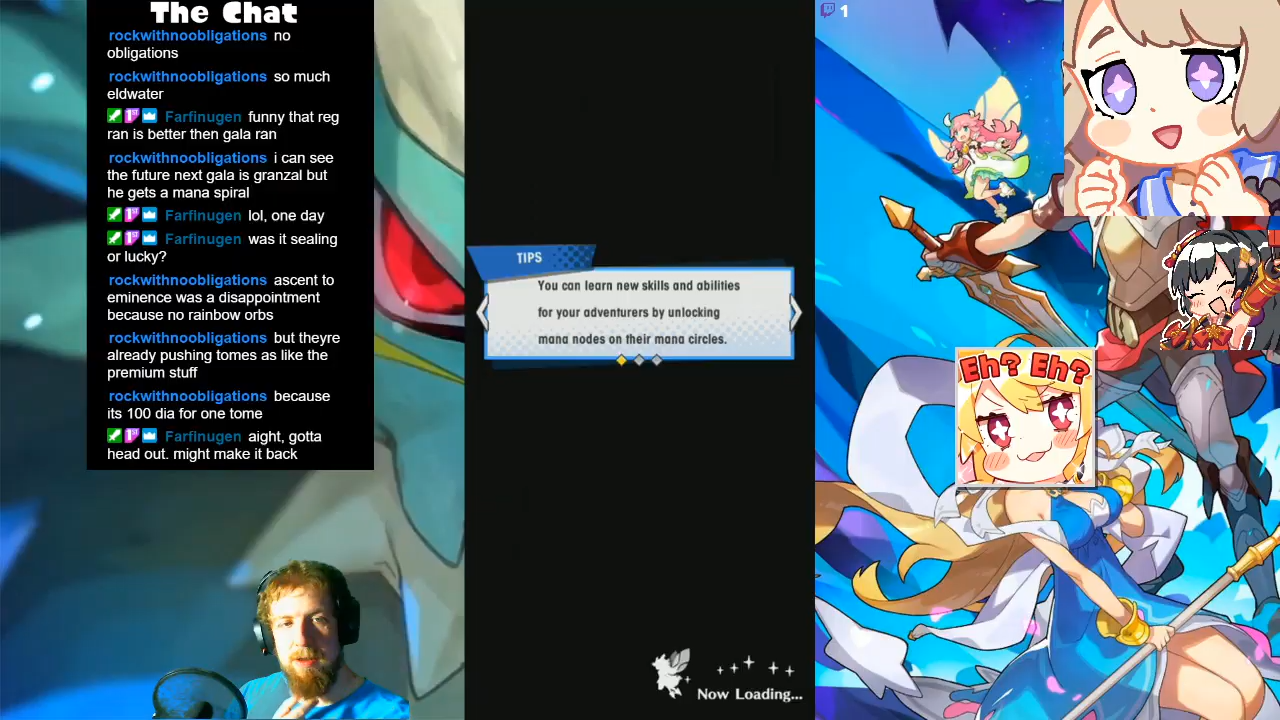 The Chat
rockwithnoobligations no
obligations
rockwithnoobligations so much
eldwater
Farfinugen funny that reg
ran is better then gala ran
rockwithnoobligations i can see
the future next gala is granzal but
he gets a mana spiral
Farfinugen lol, one day
Farfinugen was it sealing
or lucky?
rockwithnoobligations ascent to
eminence was a disappointment
because no rainbow orbs
rockwithnoobligations but theyre
already pushing tomes as like the
premium stuff
rockwithnoobligations because
its 100 dia for one tome
Farfinugen aight, gotta
head out. might make it back
TIPS
You can learn new skills and abilities
for your adventurers by unlocking
mana nodes on their mana circles.
Now Loading...
1
Eh? Eh?